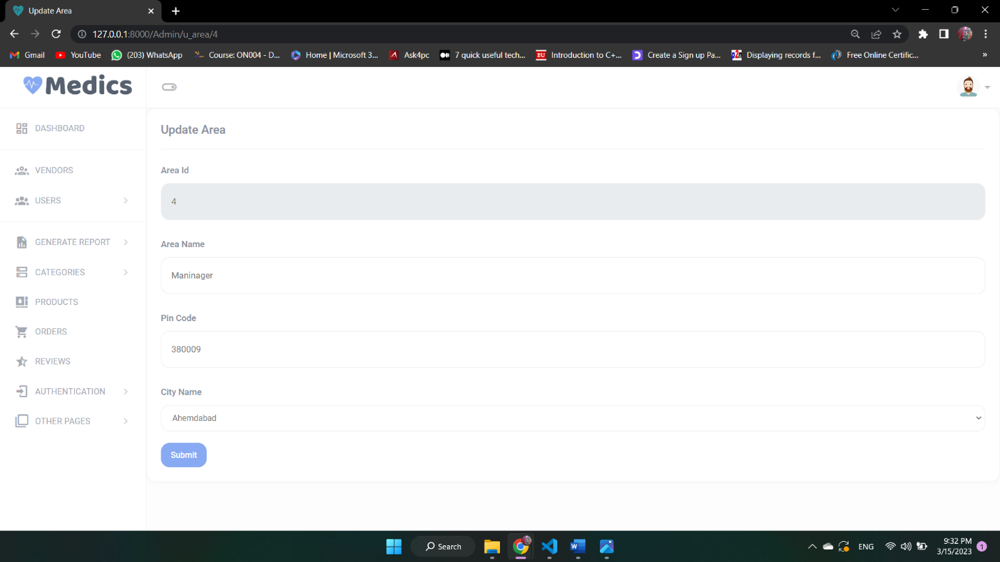 Update Area
127.0.0.1:8000/Admin/u_area/4
Gmail
YouTube
(203) WhatsApp
Course: ON004 - D...
Home | Microsoft 3...
Ask4pc
7 quick useful tech...
BU
Introduction to C++...
Create a Sign up Pa...
Displaying records f...
Free Online Certific...
»
Medics
DASHBOARD
VENDORS
USERS
GENERATE REPORT
CATEGORIES
PRODUCTS
ORDERS
REVIEWS
AUTHENTICATION
OTHER PAGES
Update Area
Area Id
4
Area Name
Maninager
Pin Code
380009
City Name
Ahemdabad
Submit
Search
ENG
9:32 PM
3/15/2023
1